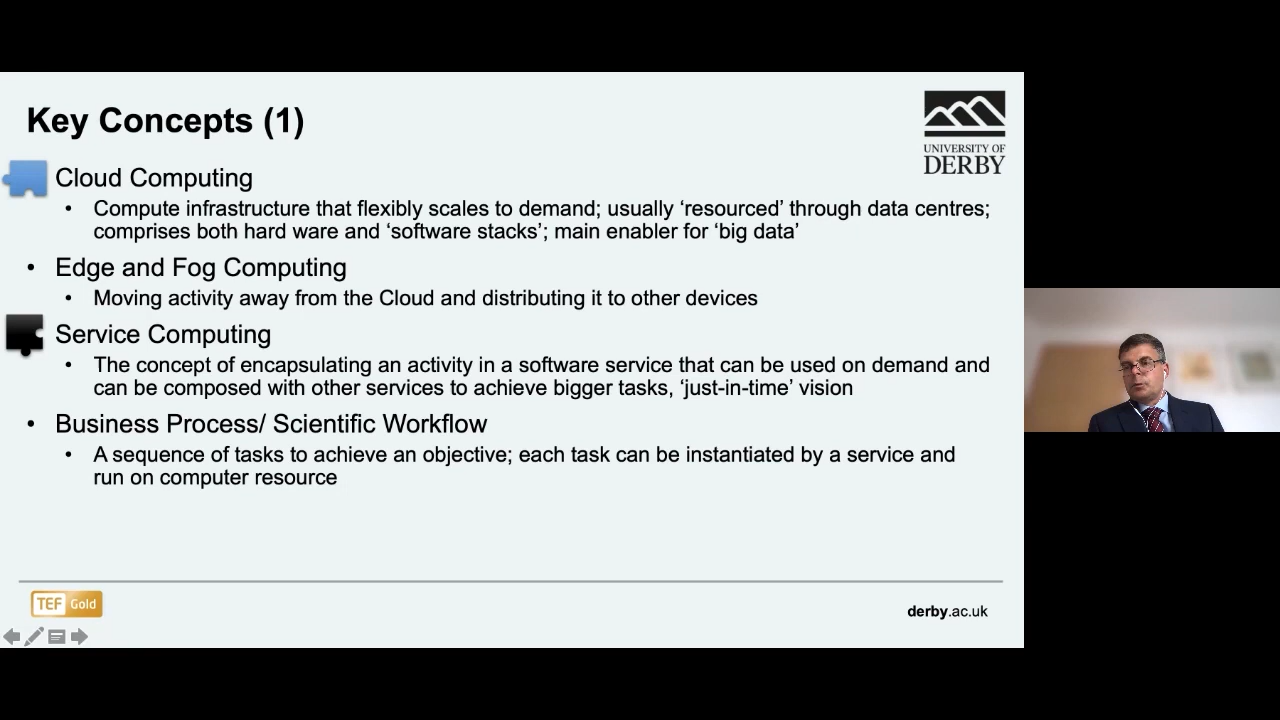 Key Concepts (1)
UNIVERSITY OF
DERBY
Cloud Computing
• Compute infrastructure that flexibly scales to demand; usually ‘resourced’ through data centres;
comprises both hard ware and ‘software stacks’; main enabler for ‘big data’
• Edge and Fog Computing
• Moving activity away from the Cloud and distributing it to other devices
Service Computing
• The concept of encapsulating an activity in a software service that can be used on demand and
can be composed with other services to achieve bigger tasks, ‘just-in-time’ vision
• Business Process/ Scientific Workflow
• A sequence of tasks to achieve an objective; each task can be instantiated by a service and
run on computer resource
TEF Gold
derby.ac.uk